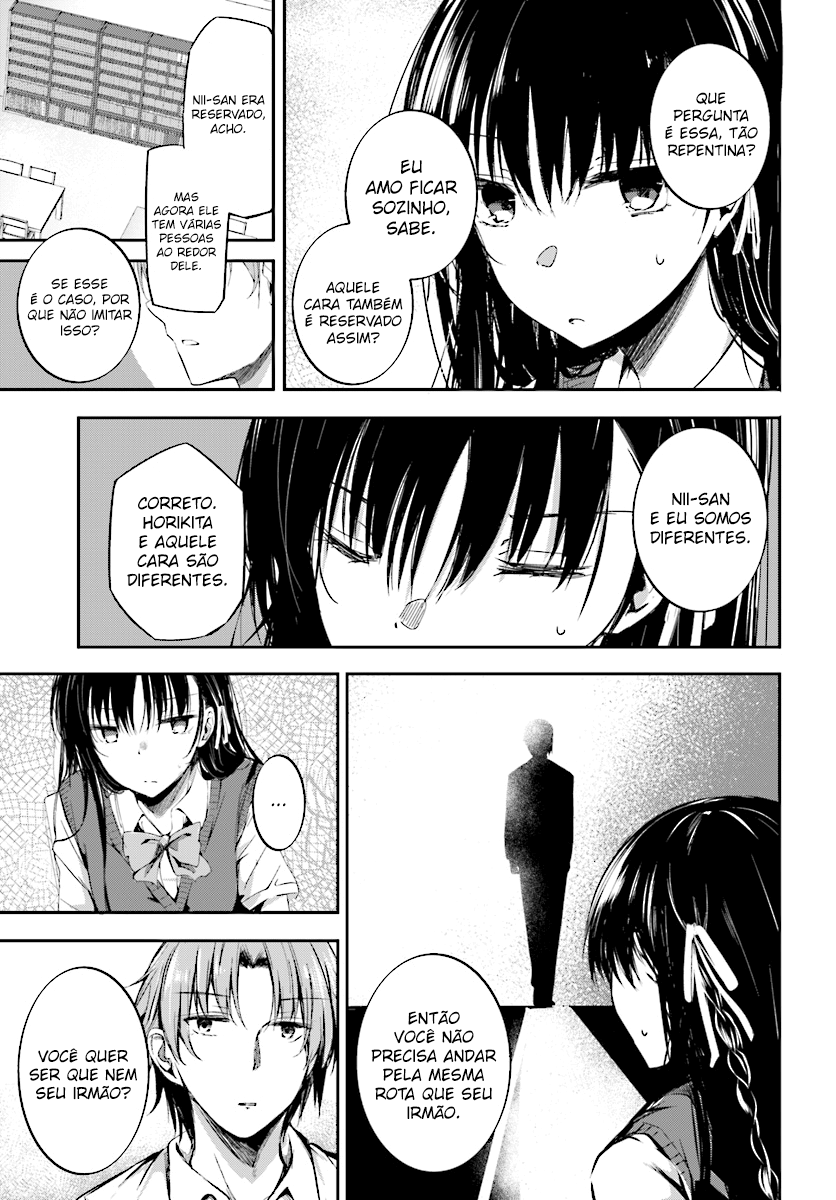 QUE
PERGUNTA
É ESSA, TÃO
REPENTINA?
EU
AMO FICAR
SOZINHO,
SABE.
AQUELE
CARA TAMBÉM
É RESERVADO
ASSIM?
NII-SAN ERA
RESERVADO,
ACHO.
MAS
AGORA ELE
TEM VÁRIAS
PESSOAS
AO REDOR
DELE.
SE ESSE
É O CASO, POR
QUE NÃO IMITAR
ISSO?
NII-SAN
E EU SOMOS
DIFERENTES.
CORRETO.
HORIKITA
E AQUELE
CARA SÃO
DIFERENTES.
ENTÃO
VOCÊ NÃO
PRECISA ANDAR
PELA MESMA
ROTA QUE SEU
IRMÃO.
...
VOCÊ QUER
SER QUE NEM
SEU IRMÃO?